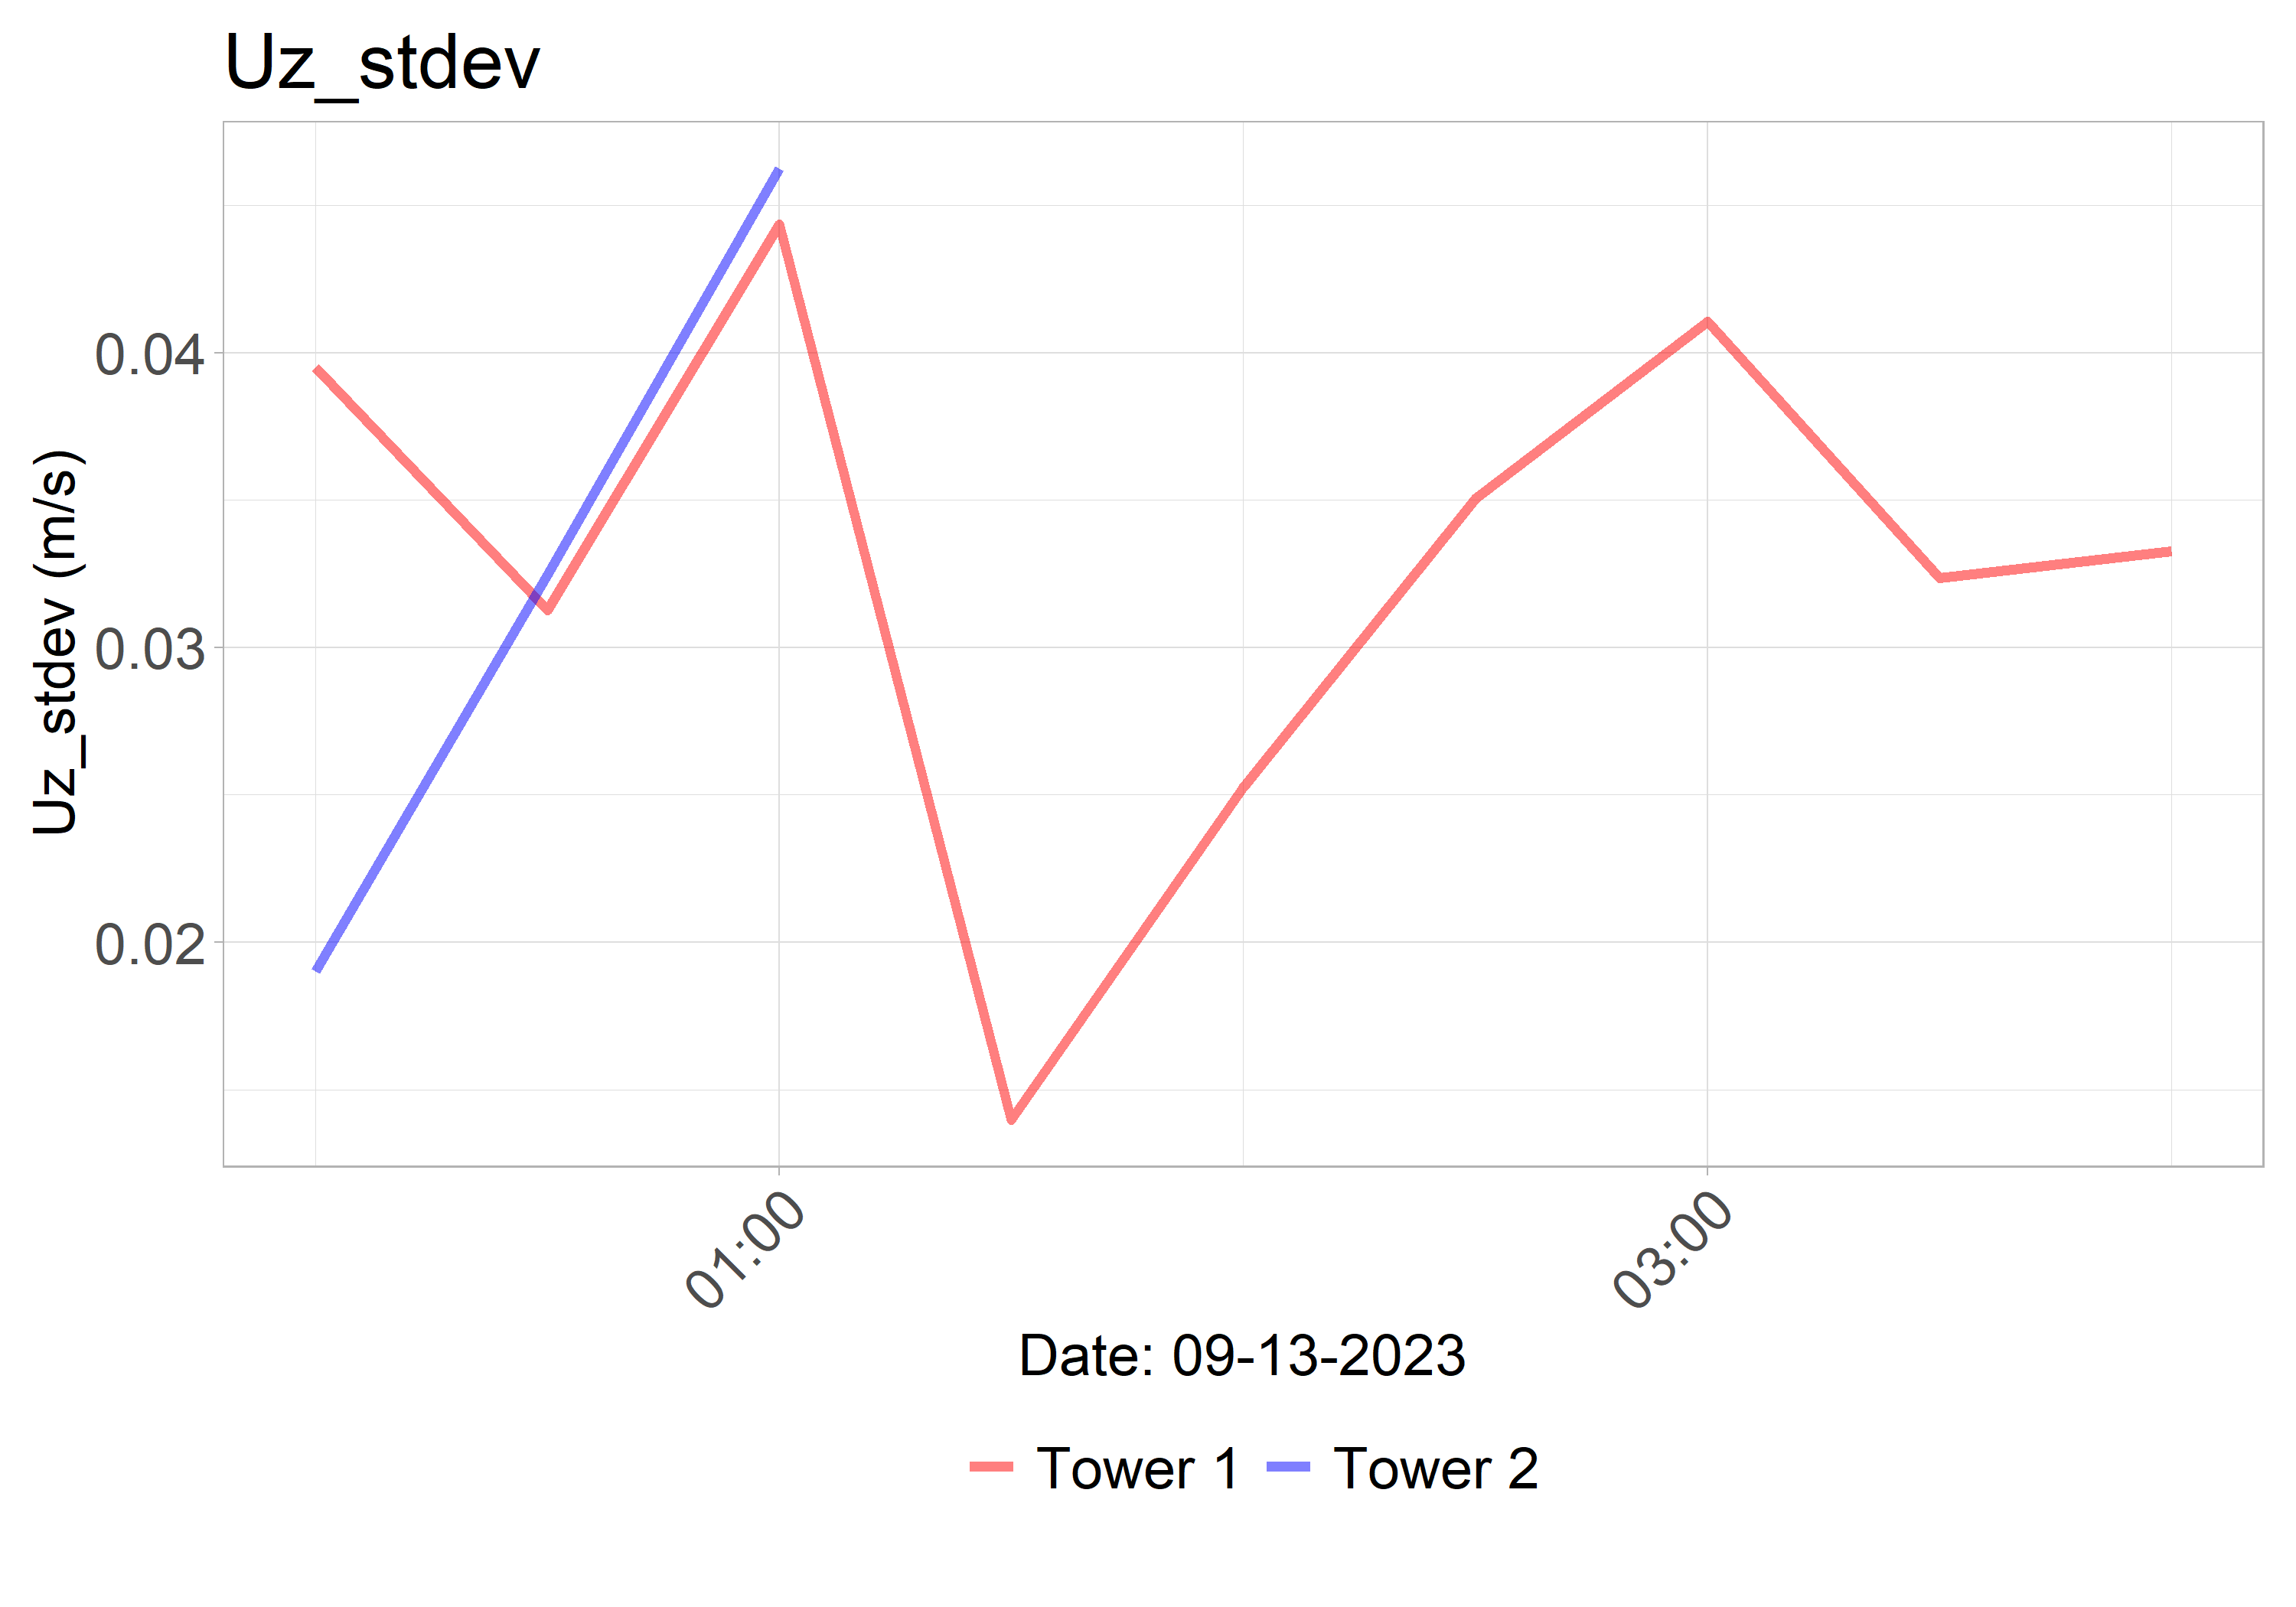 Uz_stdev
Uz_stdev (m/s)
0.04
0.03
0.02
01:00
03:00
Date: 09-13-2023
Tower 1
Tower 2